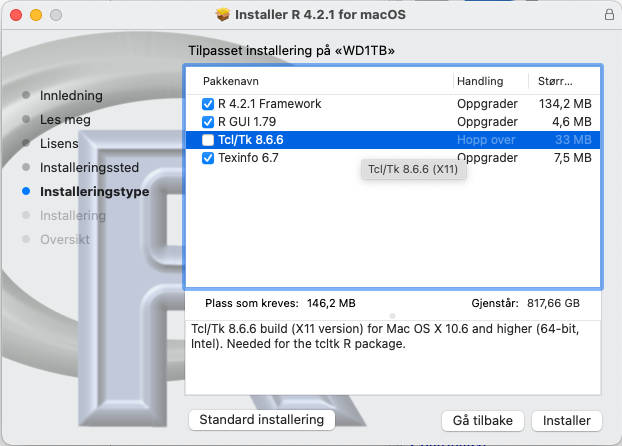 Installer R 4.2.1 for macOS
Tilpasset installering på «WD1TB»
Innledning
Les meg
Lisens
Installeringssted
Installeringstype
Installering
Oversikt
Pakkenavn Handling Størr...
R 4.2.1 Framework Oppgrader 134,2 MB
R GUI 1.79 Oppgrader 4,6 MB
Tcl/Tk 8.6.6 Hopp over 33 MB
Texinfo 6.7 Oppgrader 7,5 MB
Tcl/Tk 8.6.6 (X11)
Plass som kreves: 146,2 MB Gjenstår: 817,66 GB
Tcl/Tk 8.6.6 build (X11 version) for Mac OS X 10.6 and higher (64-bit,
Intel). Needed for the tcltk R package.
Standard installering Gå tilbake Installer